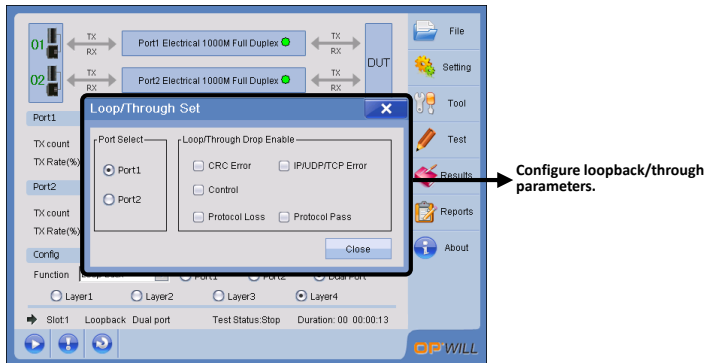 01
TX
RX
Port1 Electrical 1000M Full Duplex
TX
RX
DUT
02
TX
RX
Port2 Electrical 1000M Full Duplex
TX
RX
Port1
TX count
TX Rate(%)
Port2
TX count
TX Rate(%)
Config
Function
Loop/Through Set
X
Port Select
Port1
Port2
Loop/Through Drop Enable
CRC Error
IP/UDP/TCP Error
Control
Protocol Loss
Protocol Pass
Close
Layer1
Layer2
Layer3
Layer4
Slot:1 Loopback Dual port Test Status:Stop Duration: 00 00:00:13
File
Setting
Tool
Test
Results
Reports
About
OPWILL
Configure loopback/through
parameters.